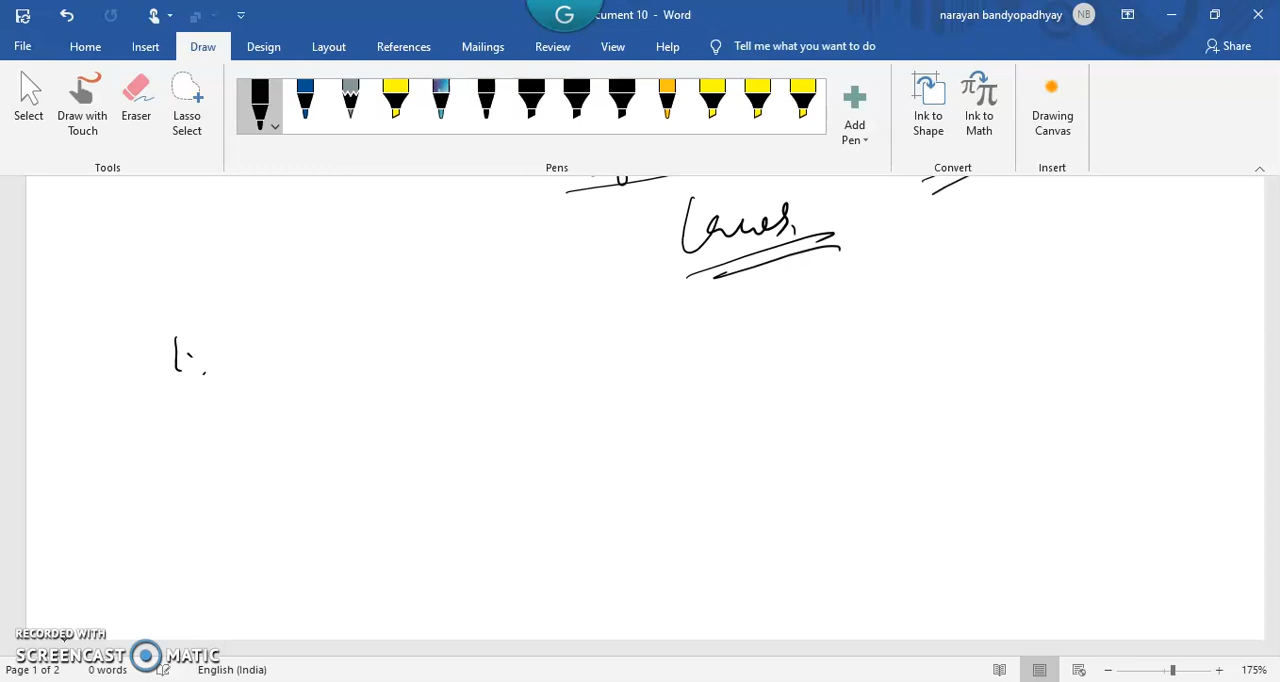 Document 10 - Word
narayan bandyopadhyay NB
File Home Insert Draw Design Layout References Mailings Review View Help Tell me what you want to do Share
Select
Draw with Touch
Eraser
Lasso Select
Add Pen
Ink to Shape
Ink to Math
Drawing Canvas
Tools Pens Convert Insert
RECORDED WITH
SCREENCAST MATIC
Page 1 of 2 0 words English (India) 175%